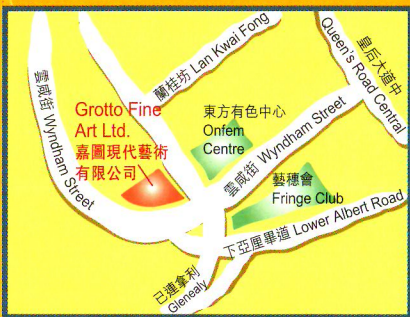 蘭桂坊 Lan Kwai Fong
皇后大道中
Queen's Road Central
雲咸街 Wyndham Street
Grotto Fine
Art Ltd.
嘉圖現代藝術
有限公司
東方有色中心
Onfem
Centre
雲咸街 Wyndham Street
藝穗會
Fringe Club
下亞厘畢道 Lower Albert Road
己連拿利
Glenealy